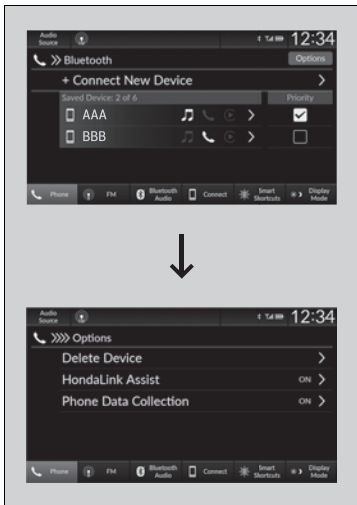 Audio
Source
12:34
Bluetooth
Options
+ Connect New Device
Saved Device: 2 of 6
Priority
AAA
BBB
Phone
FM
Bluetooth
Audio
Connect
Smart
Shortcuts
Display
Mode
Audio
Source
12:34
Options
Delete Device
HondaLink Assist ON
Phone Data Collection ON
Phone
FM
Bluetooth
Audio
Connect
Smart
Shortcuts
Display
Mode